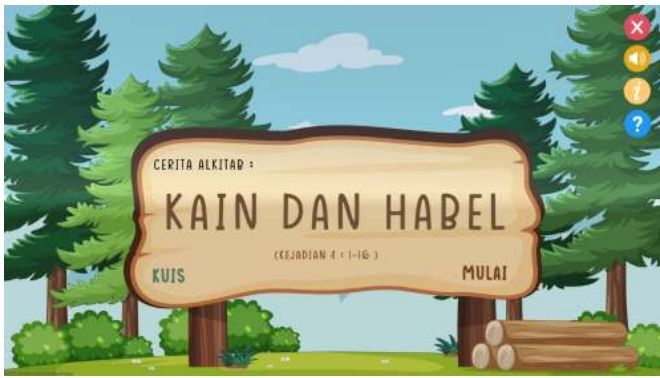 CERITA ALKITAB :
KAIN DAN HABEL
(KEJADIAN 4 : 1-16 )
KUIS
MULAI